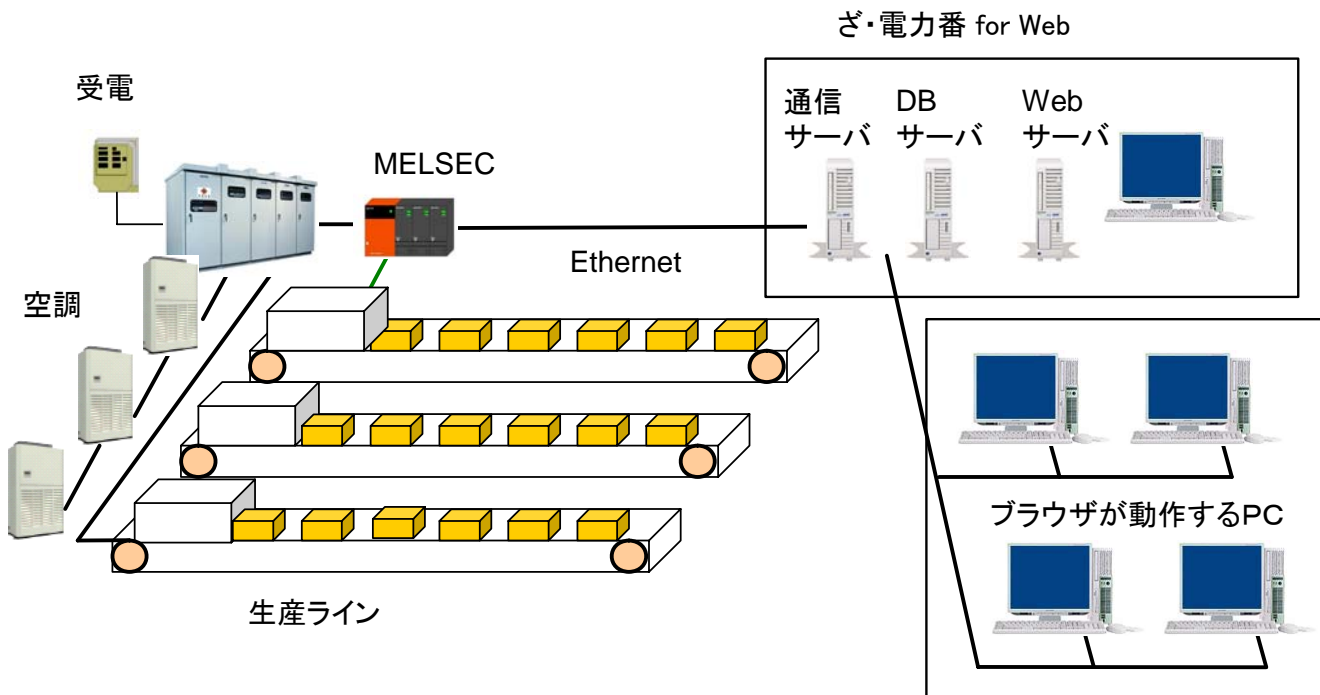 ざ・電力番 for Web
受電
通信
サーバ
DB
サーバ
Web
サーバ
MELSEC
Ethernet
空調
ブラウザが動作するPC
生産ライン